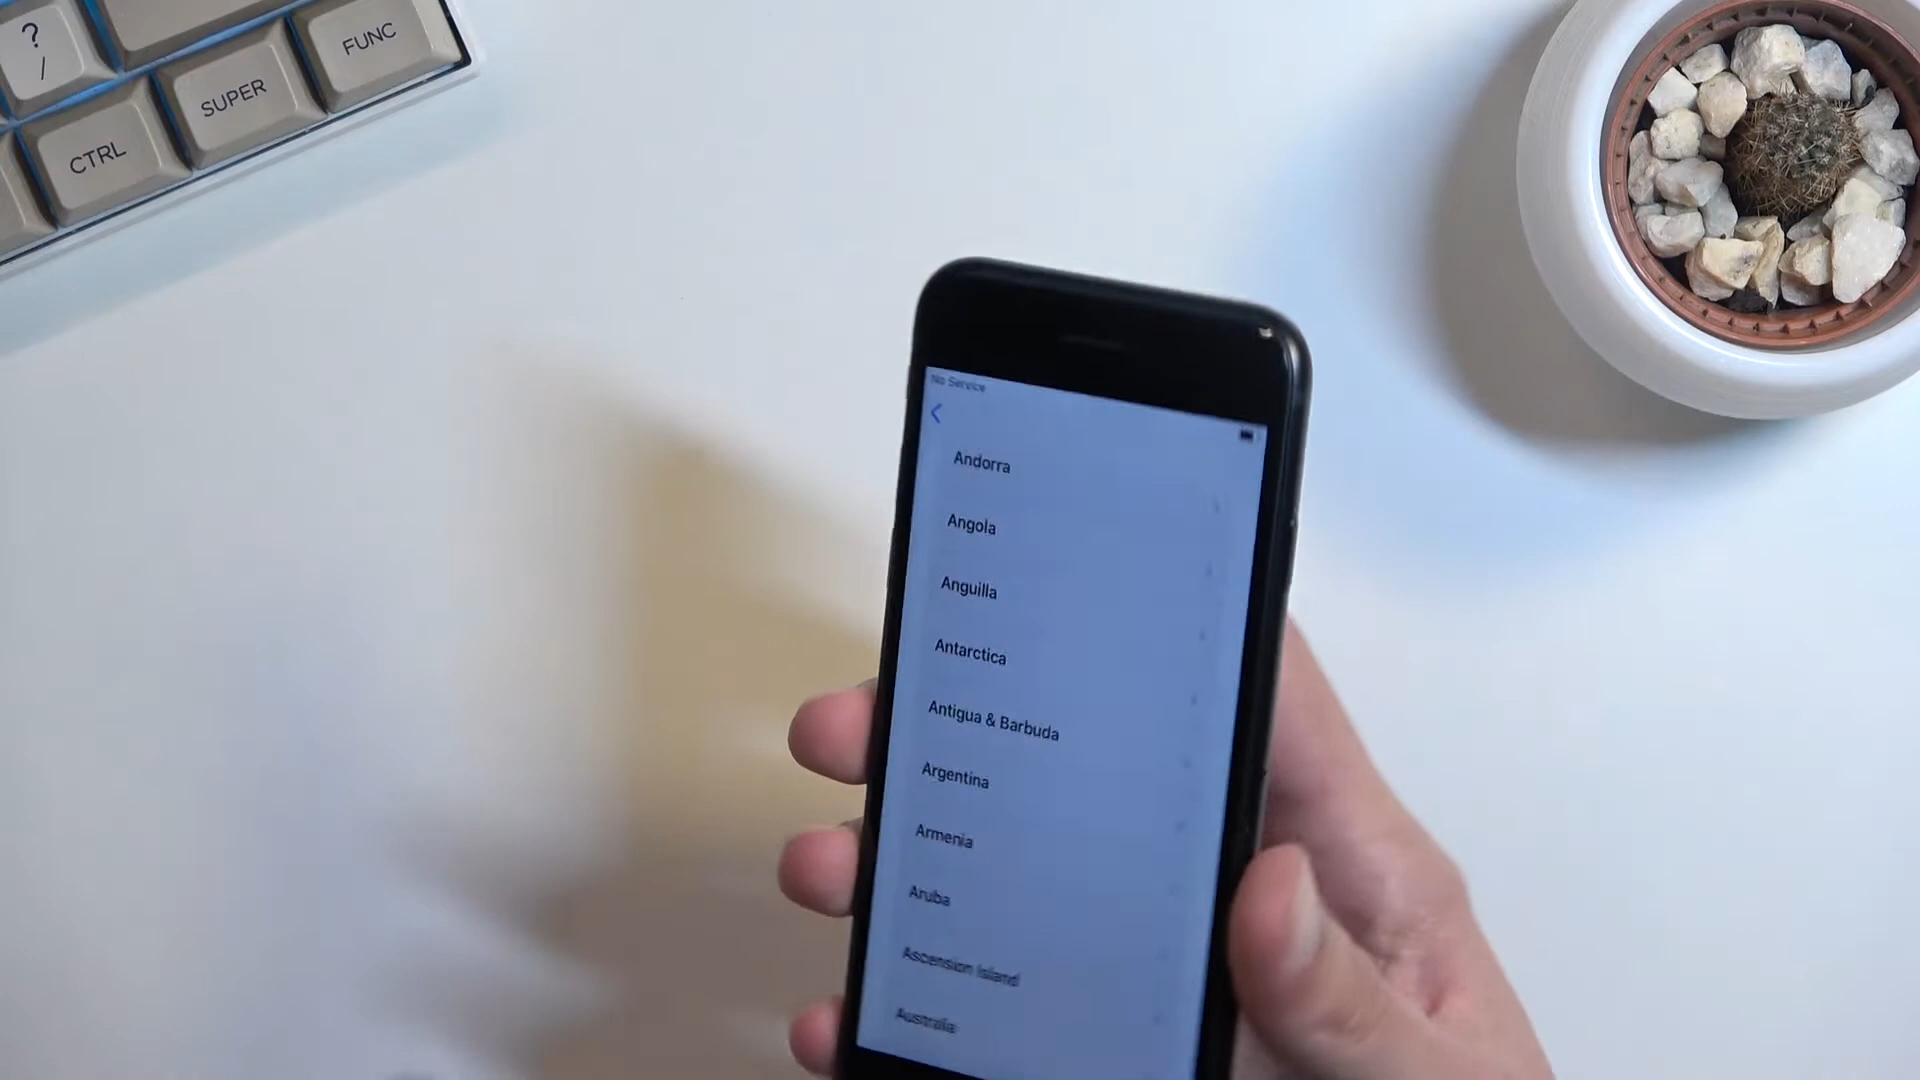 ?
/
FUNC
SUPER
CTRL
No Service
Andorra
Angola
Anguilla
Antarctica
Antigua & Barbuda
Argentina
Armenia
Aruba
Ascension Island
Australia